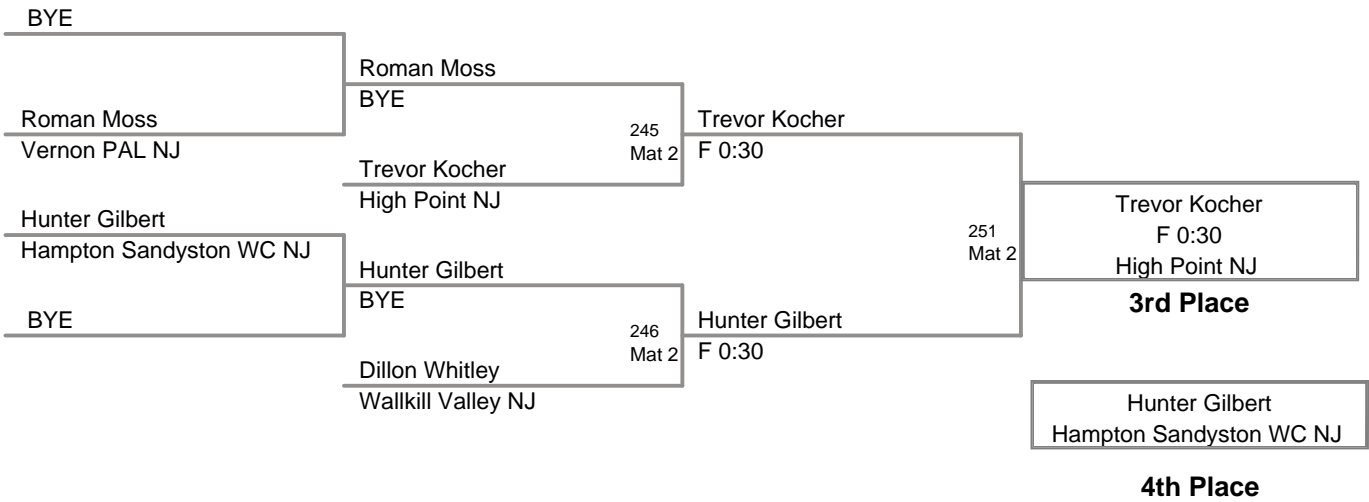 BYE
Roman Moss
Vernon PAL NJ
Hunter Gilbert
Hampton Sandyston WC NJ
BYE
Roman Moss
BYE
Trevor Kocher
High Point NJ
Hunter Gilbert
BYE
Dillon Whitley
Wallkill Valley NJ
245
Mat 2
246
Mat 2
Trevor Kocher
F 0:30
Hunter Gilbert
F 0:30
251
Mat 2
Trevor Kocher
F 0:30
High Point NJ
3rd Place
Hunter Gilbert
Hampton Sandyston WC NJ
4th Place